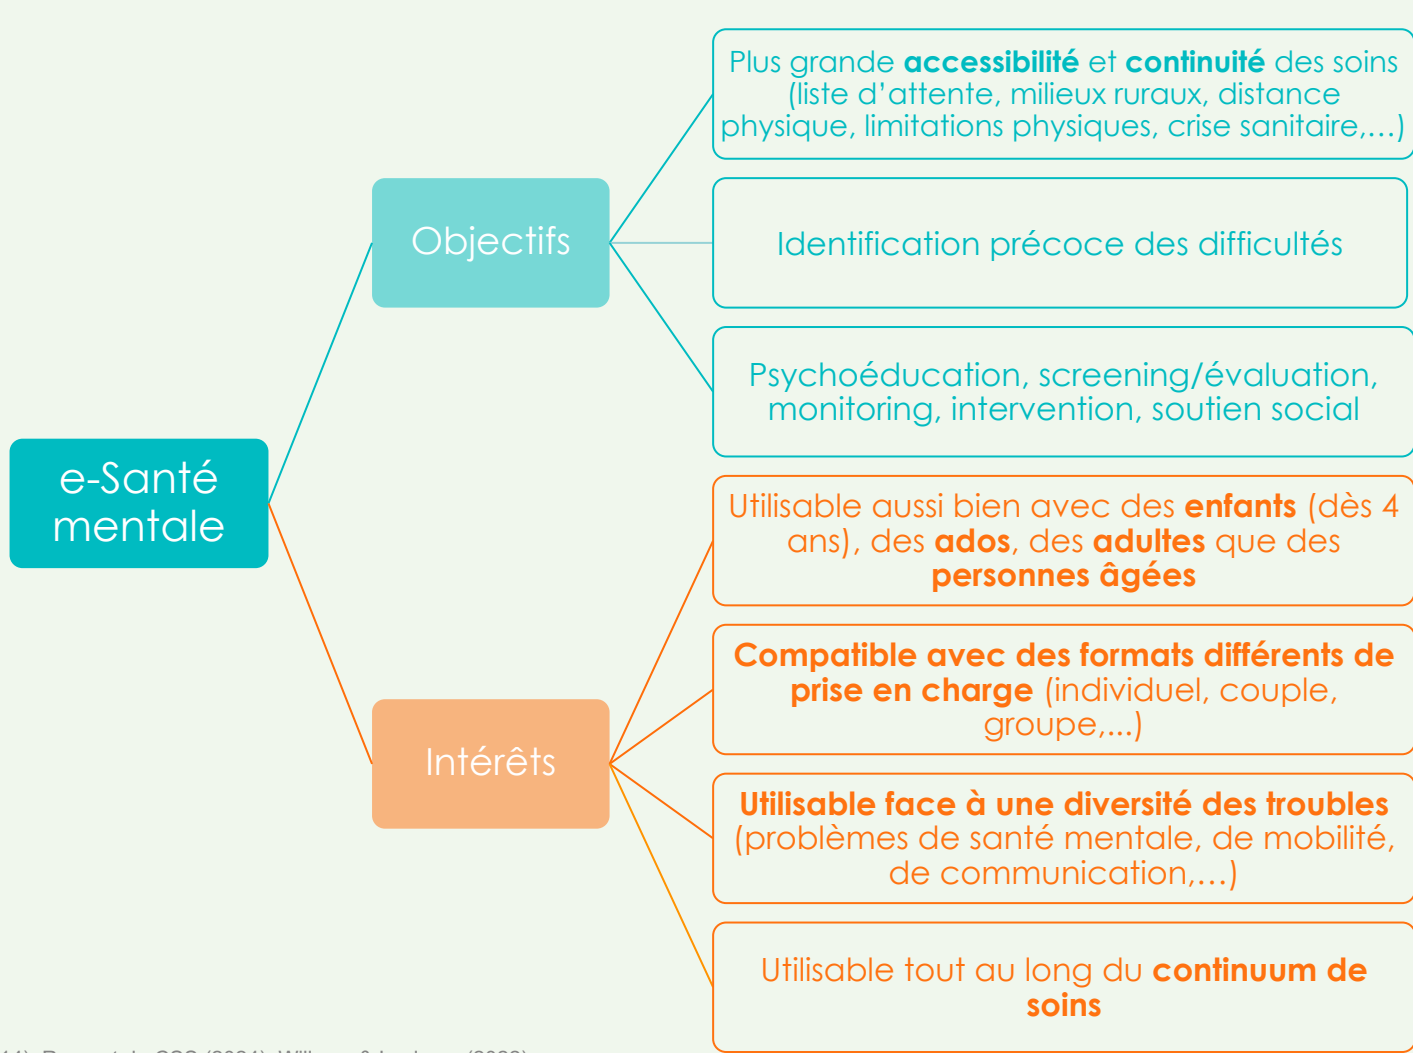 Plus grande accessibilité et continuité des soins
(liste d’attente, milieux ruraux, distance
physique, limitations physiques, crise sanitaire,…)
Objectifs
Identification précoce des difficultés
Psychoéducation, screening/évaluation,
monitoring, intervention, soutien social
e-Santé
mentale
Utilisable aussi bien avec des enfants (dès 4
ans), des ados, des adultes que des
personnes âgées
Compatible avec des formats différents de
prise en charge (individuel, couple,
groupe,...)
Intérêts
Utilisable face à une diversité des troubles
(problèmes de santé mentale, de mobilité,
de communication,…)
Utilisable tout au long du continuum de
soins